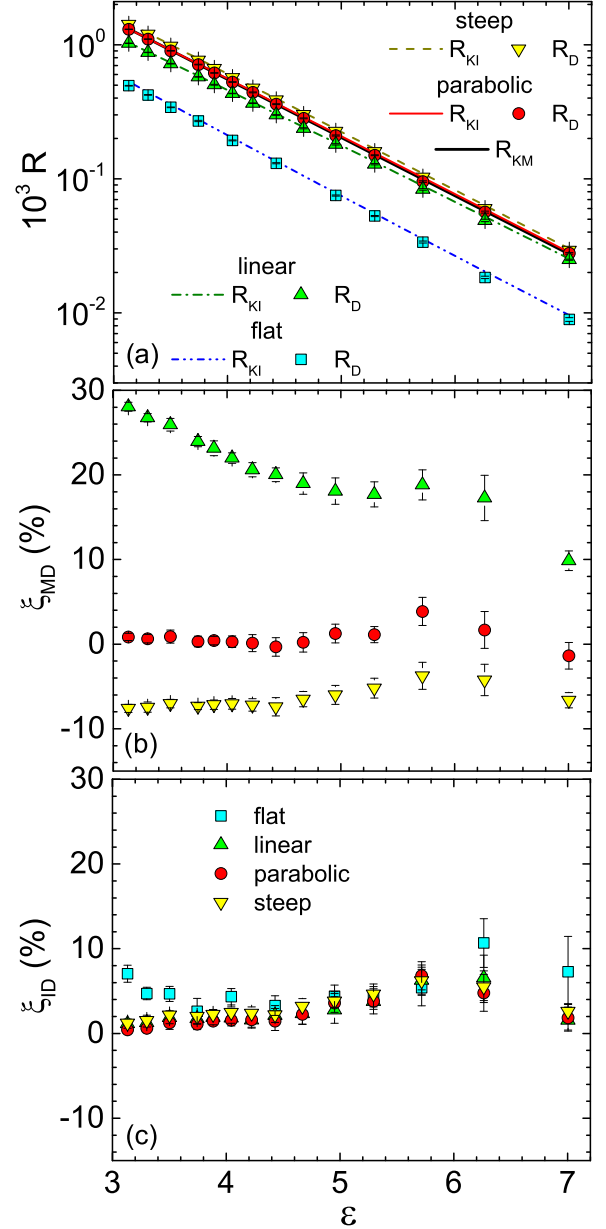 steep
R_KI R_D
parabolic
R_KI R_D
R_KM
10^0
10^-1
10^-2
10^3 R
linear
R_KI R_D
flat
R_KI R_D
(a)
30
20
10
0
-10
ξ_MD (%)
(b)
30
20
10
0
-10
ξ_ID (%)
flat
linear
parabolic
steep
(c)
3 4 5 6 7
ε